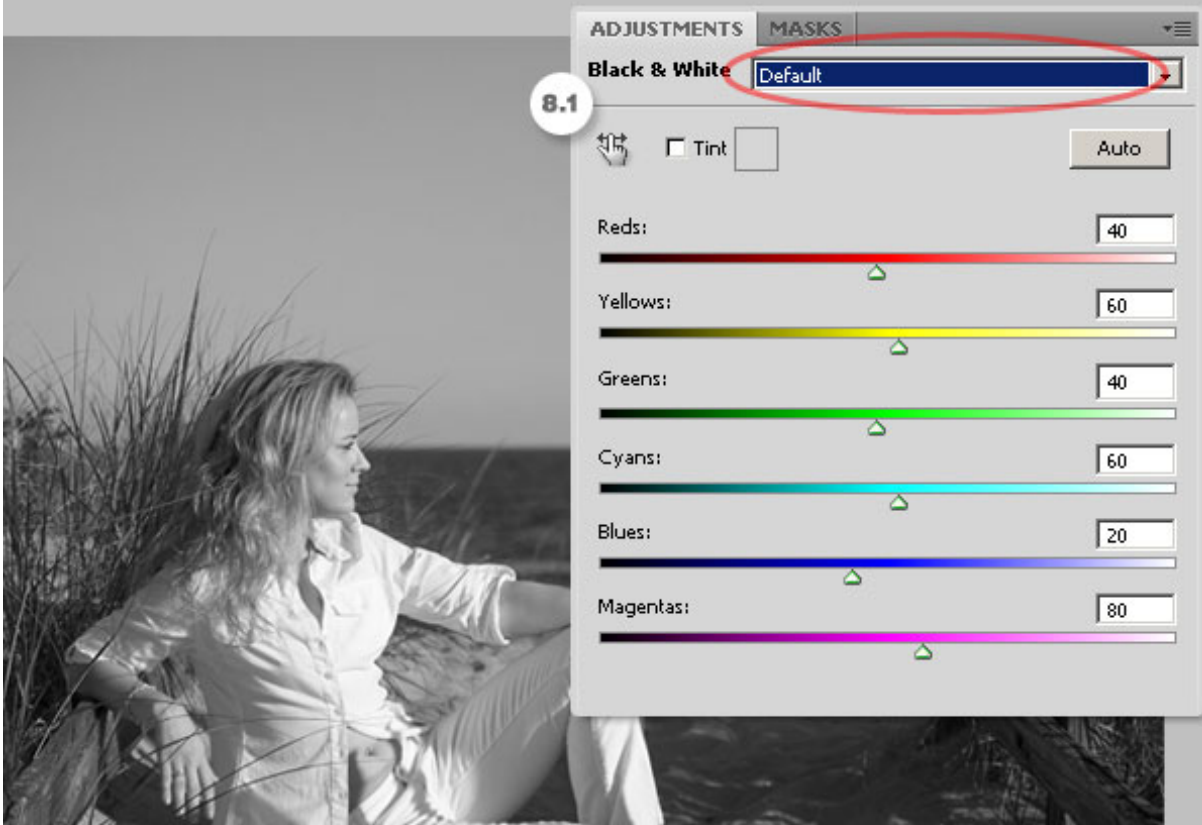 ADJUSTMENTS MASKS
Black & White Default
8.1
Tint Auto
Reds: 40
Yellows: 60
Greens: 40
Cyans: 60
Blues: 20
Magentas: 80